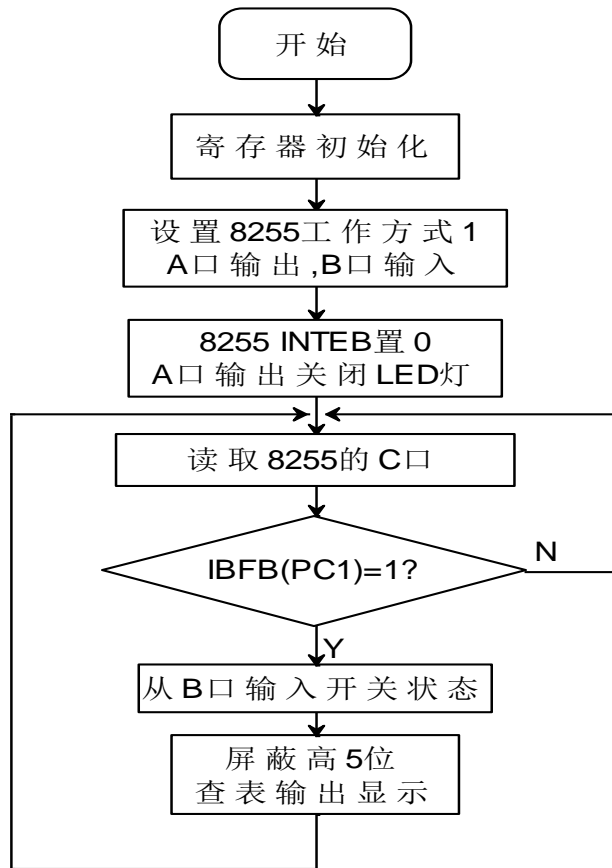 开始
寄存器初始化
设置8255工作方式1
A口输出,B口输入
8255 INTEB置0
A口输出关闭LED灯
读取8255的C口
IBFB(PC1)=1?
N
Y
从B口输入开关状态
屏蔽高5位
查表输出显示